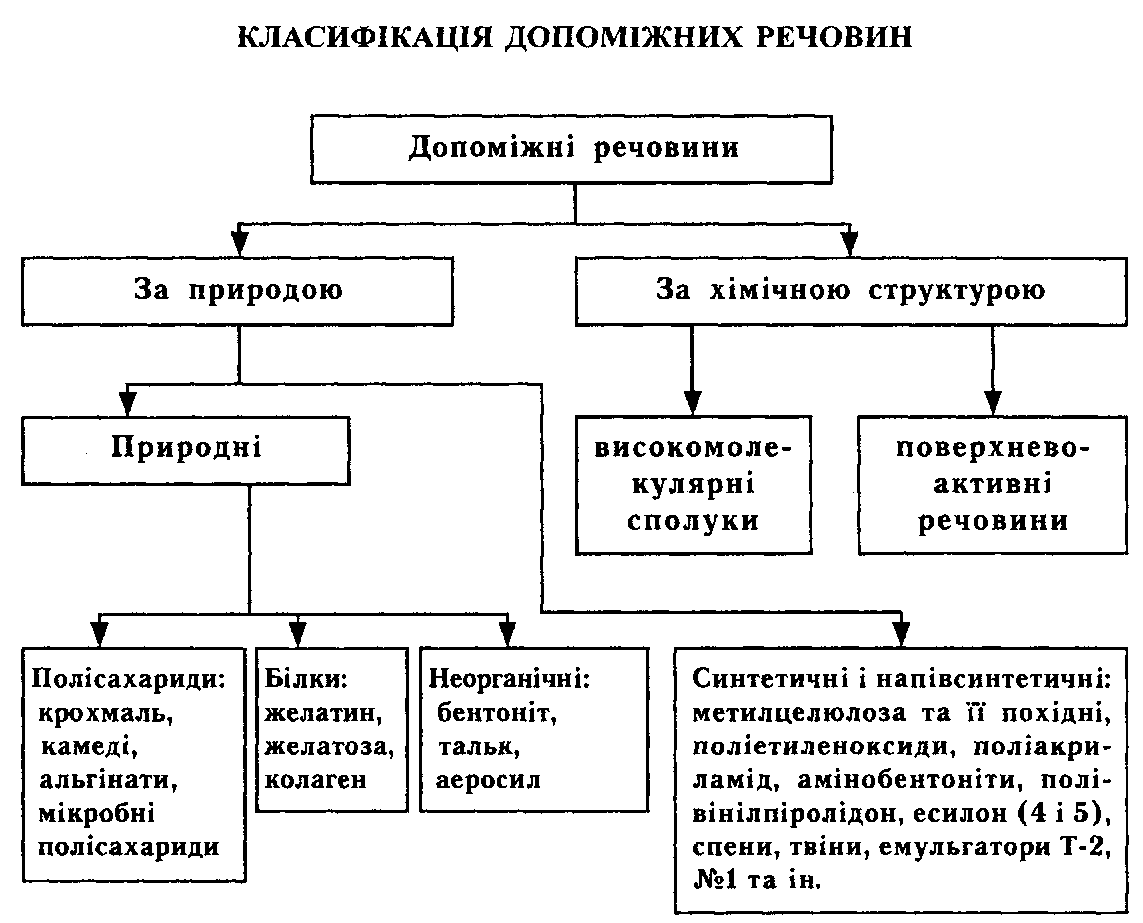 КЛАСИФІКАЦІЯ ДОПОМІЖНИХ РЕЧОВИН
Допоміжні речовини
За природою
За хімічною структурою
Природні
високомоле-
кулярні
сполуки
поверхнево-
активні
речовини
Полісахариди:
крохмаль,
камеді,
альгінати,
мікробні
полісахариди
Білки:
желатин,
желатоза,
колаген
Неорганічні:
бентоніт,
тальк,
аеросил
Синтетичні і напівсинтетичні:
метилцелюлоза та її похідні,
поліетиленоксиди, поліакри-
ламід, амінобентоніти, полі-
вінілпіролідон, есилон (4 і 5),
спени, твіни, емульгатори Т-2,
№1 та ін.